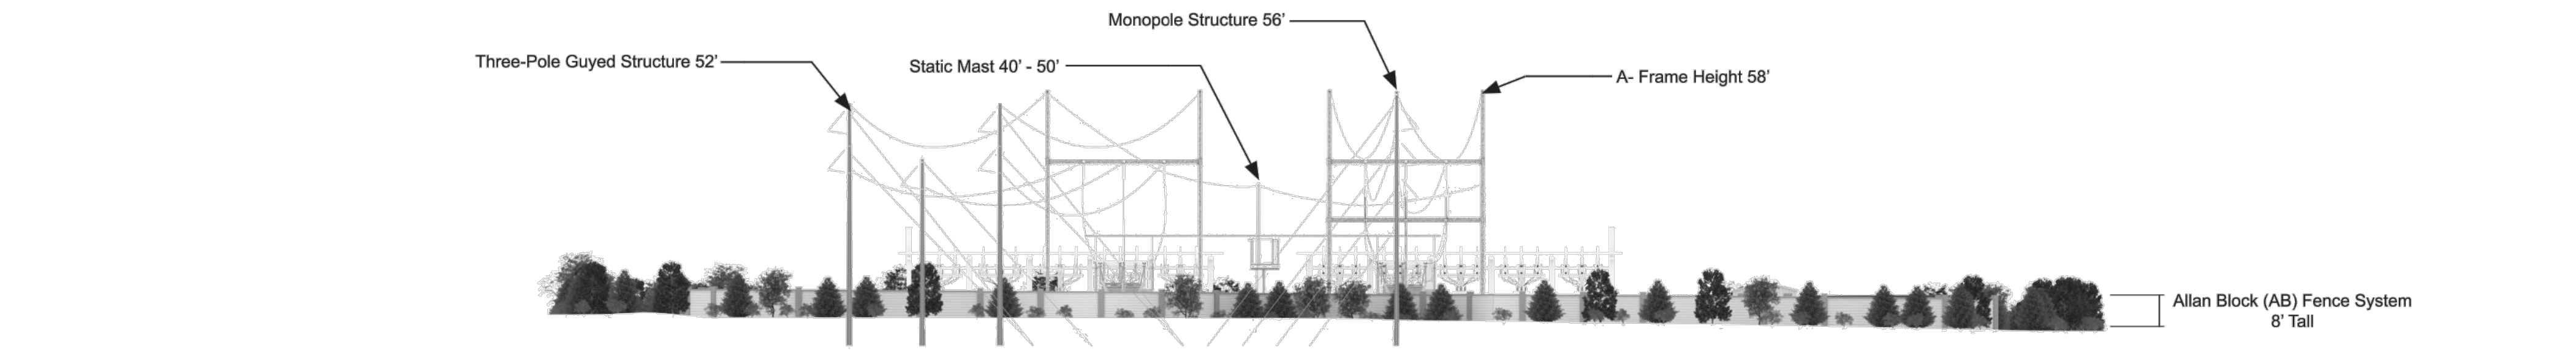 Monopole Structure 56’
Three-Pole Guyed Structure 52’
Static Mast 40’ - 50’
A- Frame Height 58’
Allan Block (AB) Fence System
8’ Tall